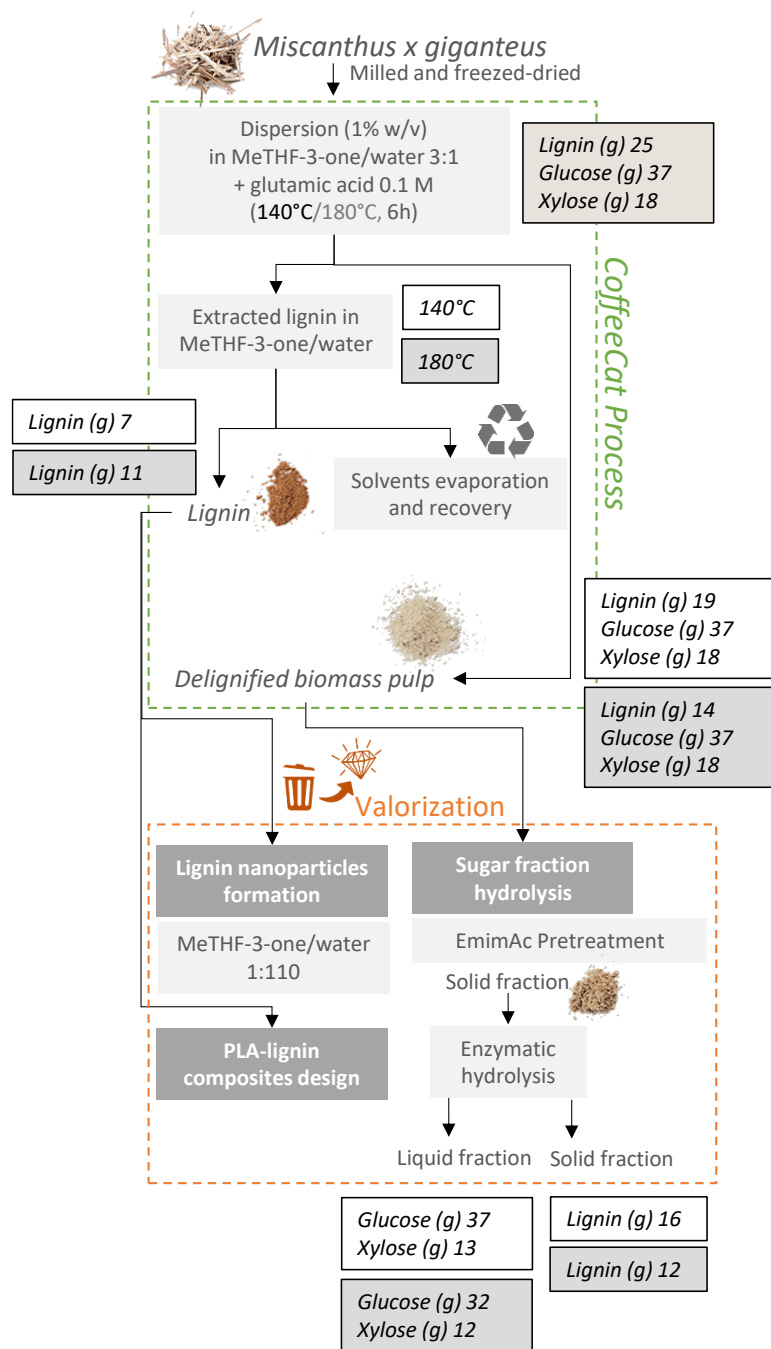 Miscanthus x giganteus
Milled and freezed-dried
Dispersion (1% w/v)
in MeTHF-3-one/water 3:1
+ glutamic acid 0.1 M
(140°C/180°C, 6h)
Lignin (g) 25
Glucose (g) 37
Xylose (g) 18
CoffeeCat Process
Extracted lignin in
MeTHF-3-one/water
140°C
180°C
Lignin (g) 7
Lignin (g) 11
Lignin
Solvents evaporation
and recovery
Lignin (g) 19
Glucose (g) 37
Xylose (g) 18
Delignified biomass pulp
Lignin (g) 14
Glucose (g) 37
Xylose (g) 18
Valorization
Lignin nanoparticles
formation
MeTHF-3-one/water
1:110
PLA-lignin
composites design
Sugar fraction
hydrolysis
EmimAc Pretreatment
Solid fraction
Enzymatic
hydrolysis
Liquid fraction
Solid fraction
Glucose (g) 37
Xylose (g) 13
Lignin (g) 16
Glucose (g) 32
Xylose (g) 12
Lignin (g) 12